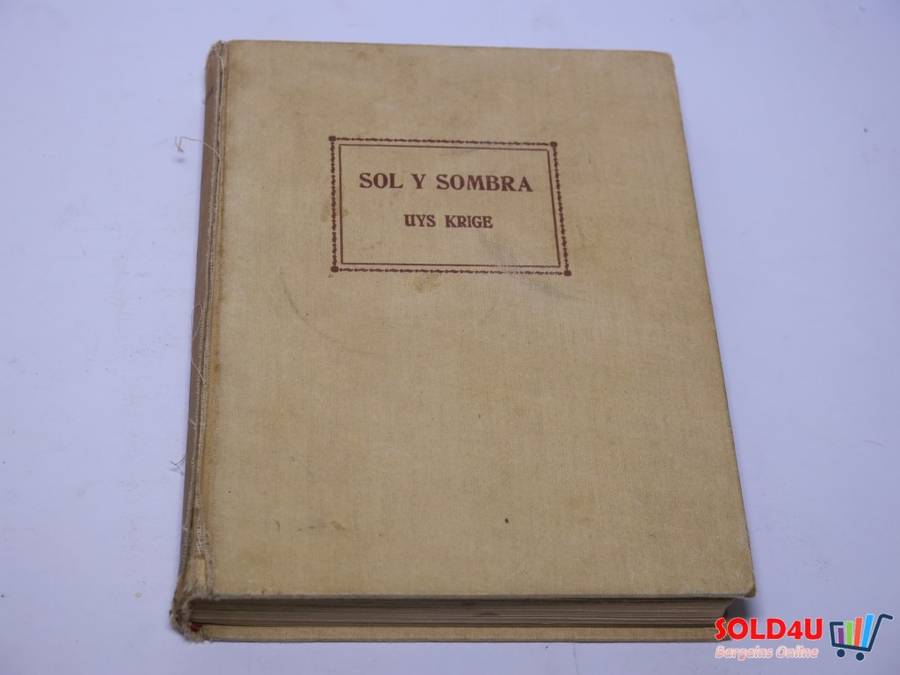 SOL Y SOMBRA
UYS KRIGE
SOLD4U
Bargains Online